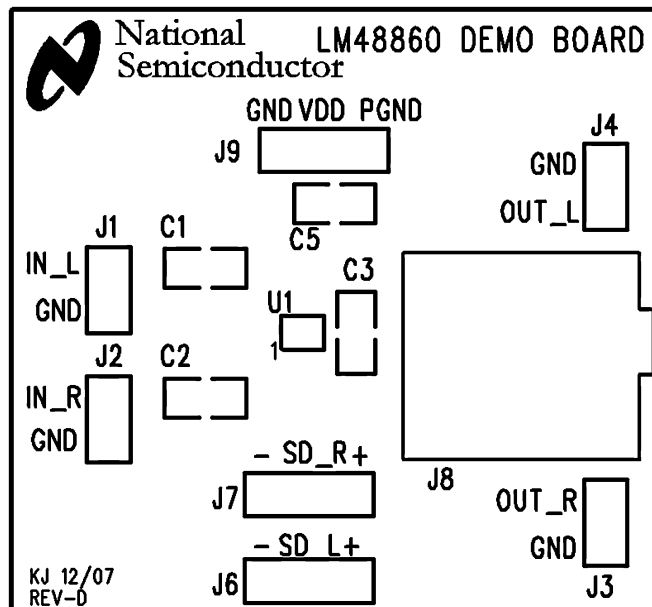 National
Semiconductor
LM48860 DEMO BOARD
GND VDD PGND
J9
J4
GND
OUT_L
C5
J1
C1
IN_L
GND
C3
U1
1
J2
C2
IN_R
GND
- SD_R+
J7
J8
OUT_R
GND
J3
- SD_L+
J6
KJ 12/07
REV-D